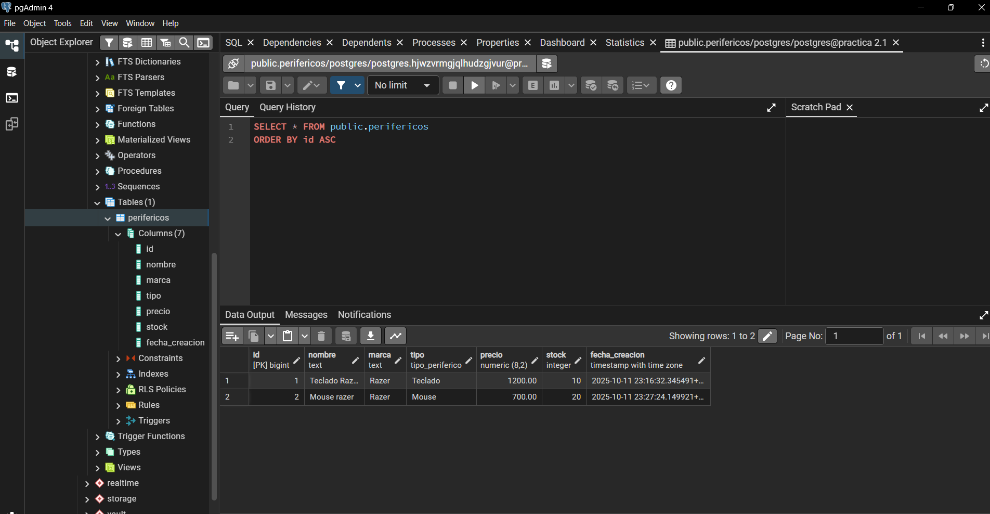 pgAdmin 4
File Object Tools Edit View Window Help
Object Explorer
SQL Dependencies Dependents Processes Properties Dashboard Statistics public.perifericos/postgres/postgres@practica 2.1
public.perifericos/postgres/postgres.hjwzvrmgjqlhudzgjvur@pr...
No limit
FTS Dictionaries
FTS Parsers
FTS Templates
Foreign Tables
Functions
Materialized Views
Operators
Procedures
1..3 Sequences
Tables (1)
perifericos
Columns (7)
id
nombre
marca
tipo
precio
stock
fecha_creacion
Constraints
Indexes
RLS Policies
Rules
Triggers
Trigger Functions
Types
Views
realtime
storage
vault
Query Query History
Scratch Pad
1 SELECT * FROM public.perifericos
2 ORDER BY id ASC
Data Output Messages Notifications
Showing rows: 1 to 2 Page No: 1 of 1
id nombre marca tipo precio stock fecha_creacion
[PK] bigint text text tipo_periferico numeric (8,2) integer timestamp with time zone
1 1 Teclado Raz... Razer Teclado 1200.00 10 2025-10-11 23:16:32.345491+...
2 2 Mouse razer Razer Mouse 700.00 20 2025-10-11 23:27:24.149921+...